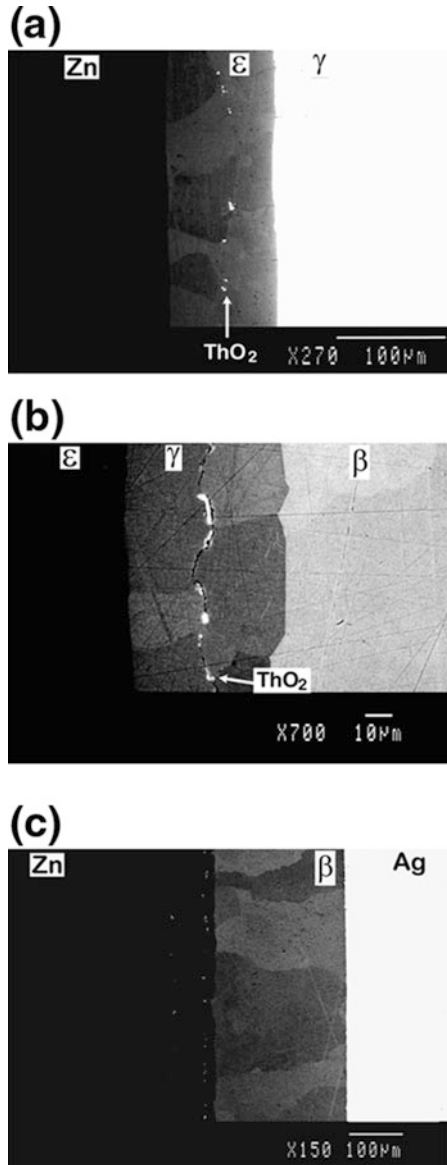 (a)
Zn ε γ
ThO₂
X270 100µm
(b)
ε γ β
ThO₂
X700 10µm
(c)
Zn β Ag
X150 100µm